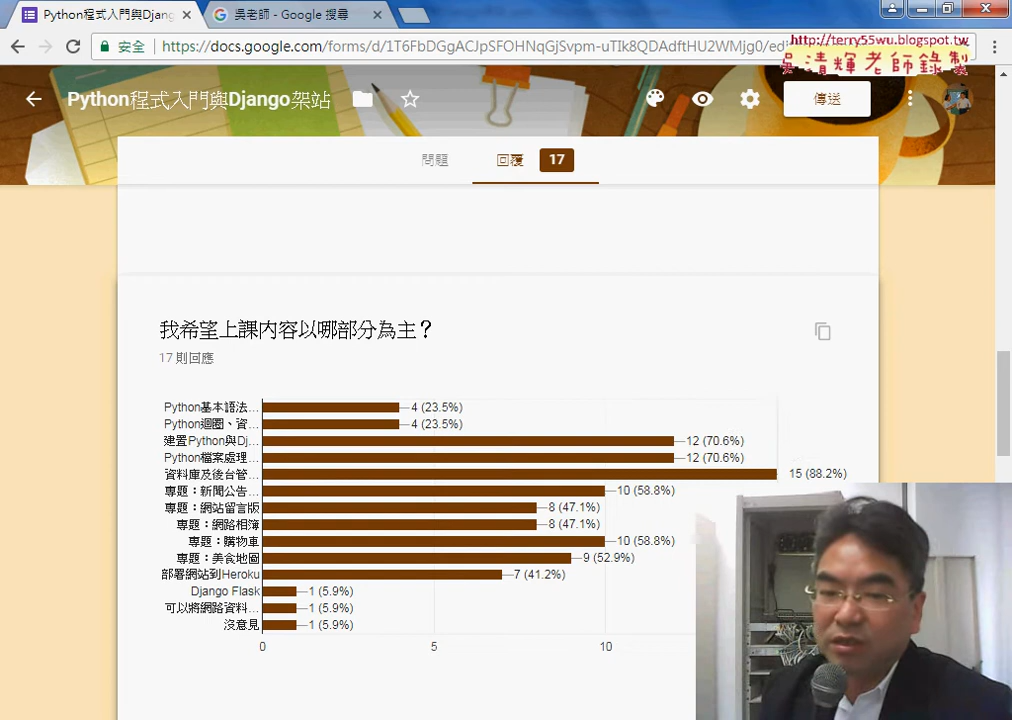 Python程式入門與Djang
吳老師 - Google 搜尋
安全
https://docs.google.com/forms/d/1T6FbDGgACJpSFOHNqGjSvpm-uTIk8QDAdftHU2WMjg0/ed
http://terry55wu.blogspot.tw
吳清輝老師錄製
Python程式入門與Django架站
傳送
問題
回覆 17
我希望上課內容以哪部分為主？
17 則回應
Python基本語法... 4 (23.5%)
Python迴圈、資... 4 (23.5%)
建置Python與Dj... 12 (70.6%)
Python檔案處理... 12 (70.6%)
資料庫及後台管... 15 (88.2%)
專題：新聞公告... 10 (58.8%)
專題：網站留言版 8 (47.1%)
專題：網路相簿 8 (47.1%)
專題：購物車 10 (58.8%)
專題：美食地圖 9 (52.9%)
部署網站到Heroku 7 (41.2%)
Django Flask 1 (5.9%)
可以將網路資料... 1 (5.9%)
沒意見 1 (5.9%)
0 5 10